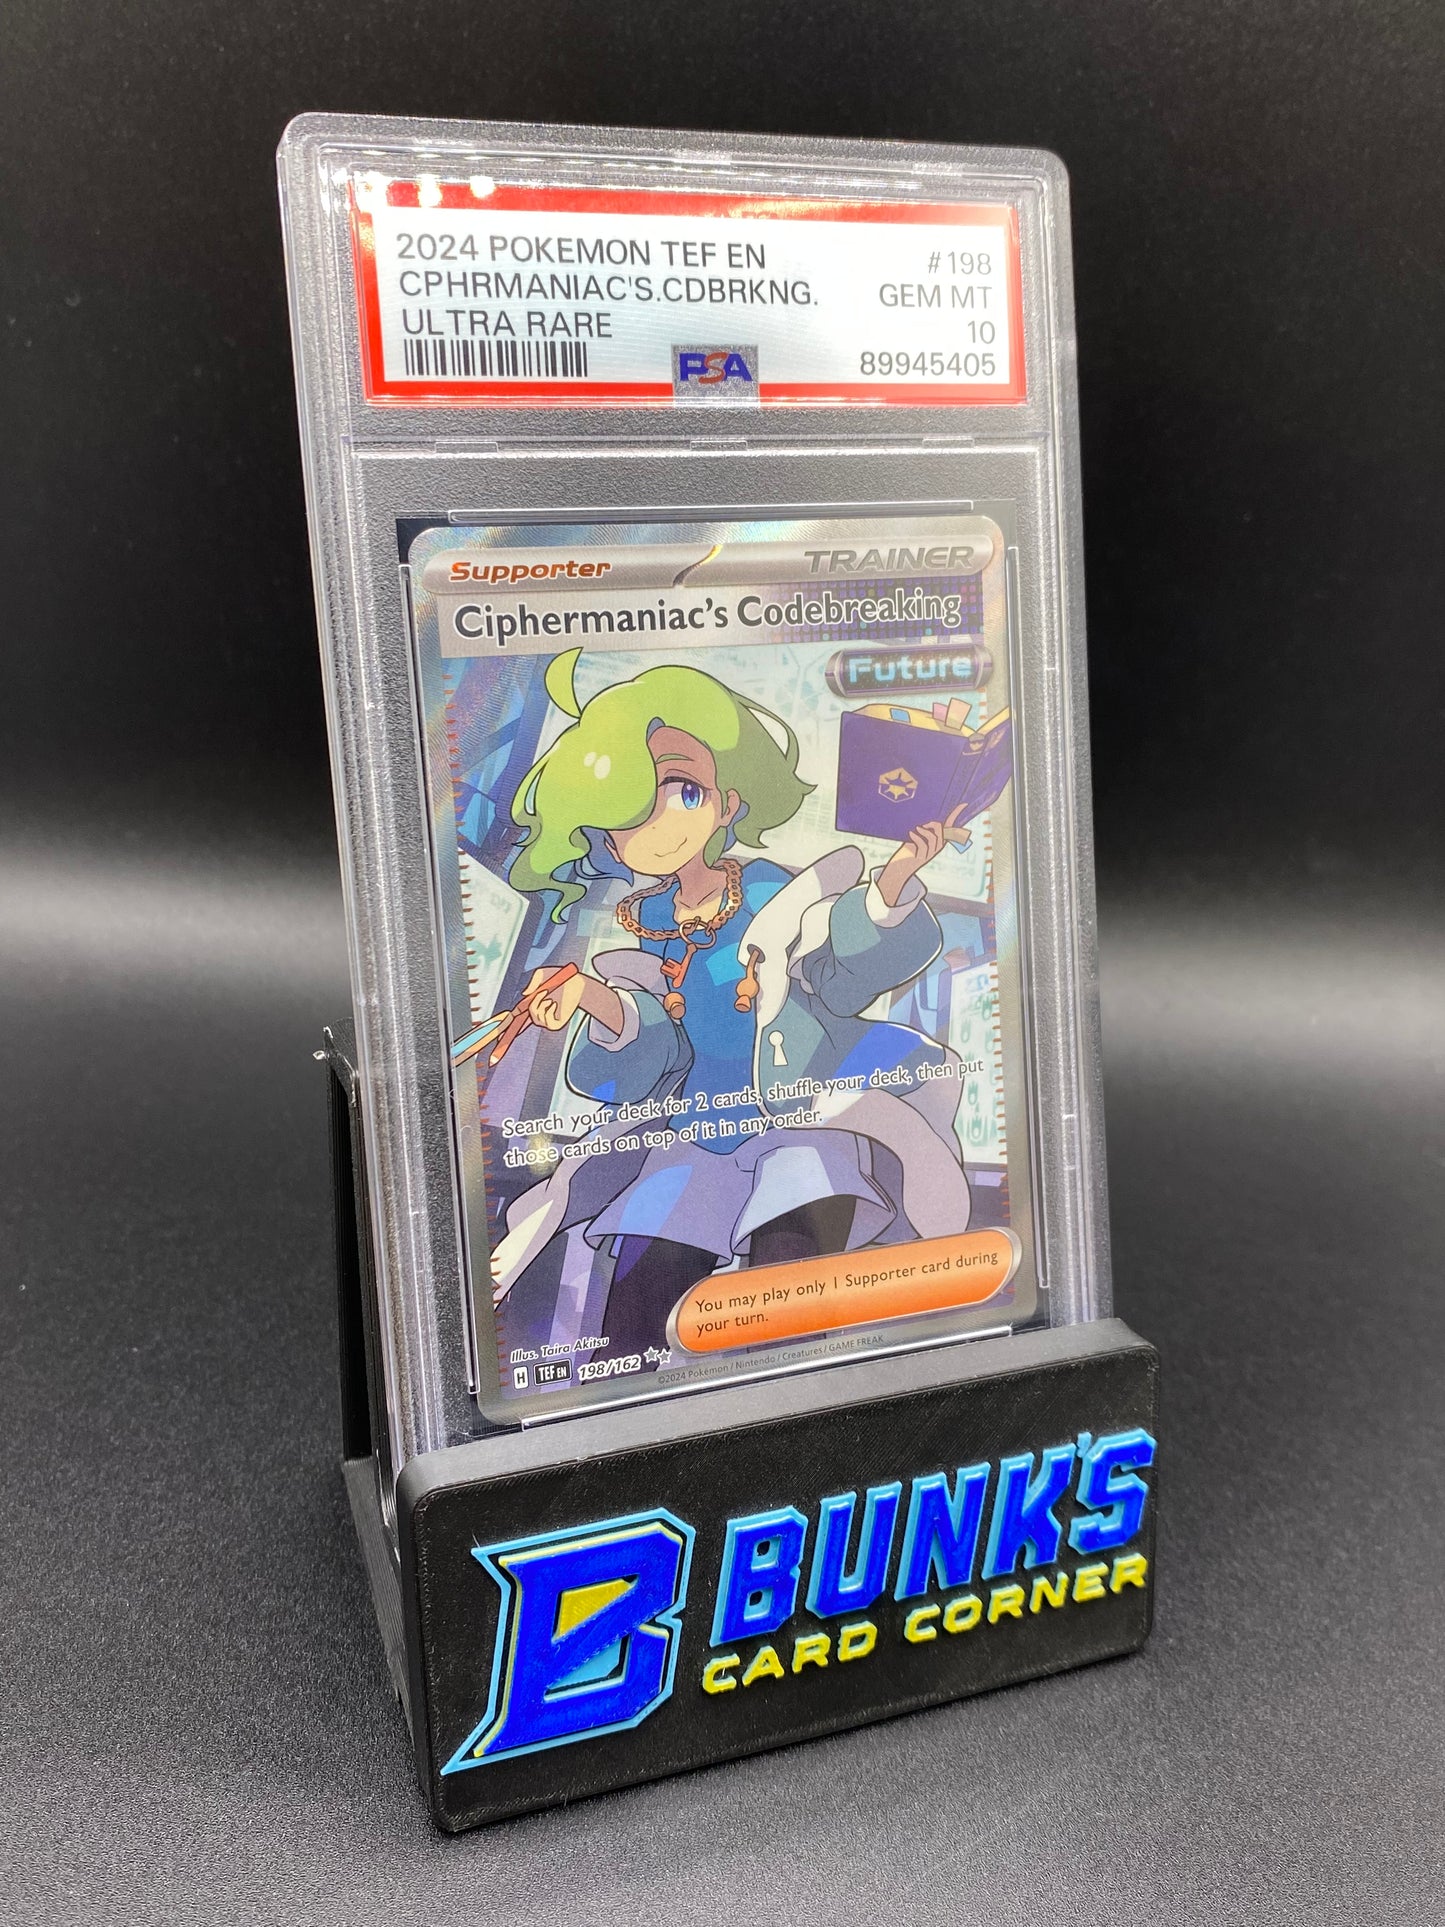 2024 POKEMON TEF EN #198
CPHRMANIAC'S.CDBRKNG. GEM MT
ULTRA RARE 10
PSA 89945405
Supporter TRAINER
Ciphermaniac's Codebreaking
Future
Search your deck for 2 cards, shuffle your deck, then put
those cards on top of it in any order.
You may play only 1 Supporter card during
your turn.
Illus. Taira Akitsu
H TEF EN 198/162
©2024 Pokémon / Nintendo / Creatures / GAME FREAK
B BUNK'S
CARD CORNER